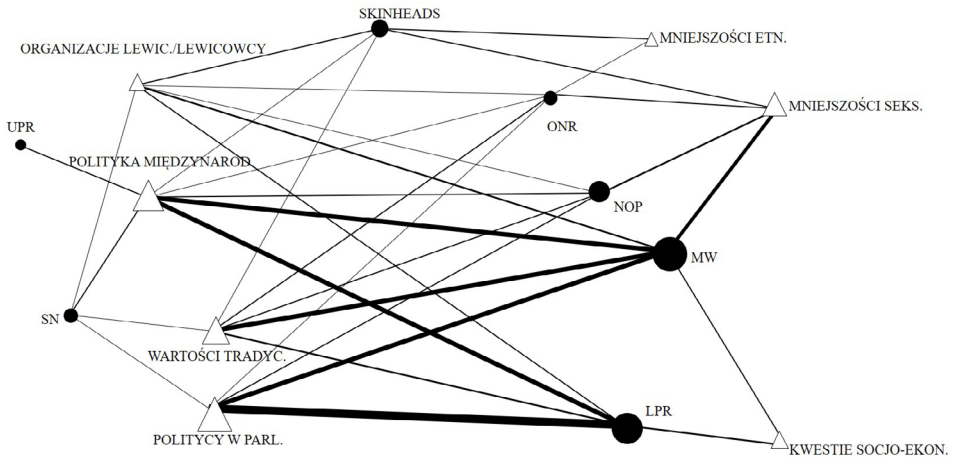 SKINHEADS
MNIEJSZOŚCI ETN.
ORGANIZACJE LEWIC./LEWICOWCY
MNIEJSZOŚCI SEKS.
UPR
ONR
POLITYKA MIĘDZYNAROD.
NOP
MW
SN
WARTOŚCI TRADYC.
LPR
POLITYCY W PARL.
KWESTIE SOCJO-EKON.